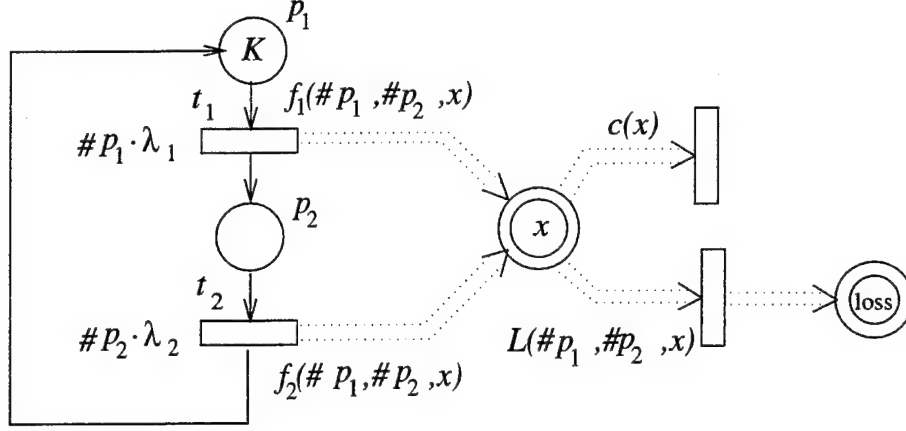 p₁
K
t₁
f₁(#p₁ ,#p₂ ,x)
c(x)
#p₁·λ₁
p₂
x
t₂
loss
#p₂·λ₂
L(#p₁ ,#p₂ ,x)
f₂(# p₁,#p₂ ,x)